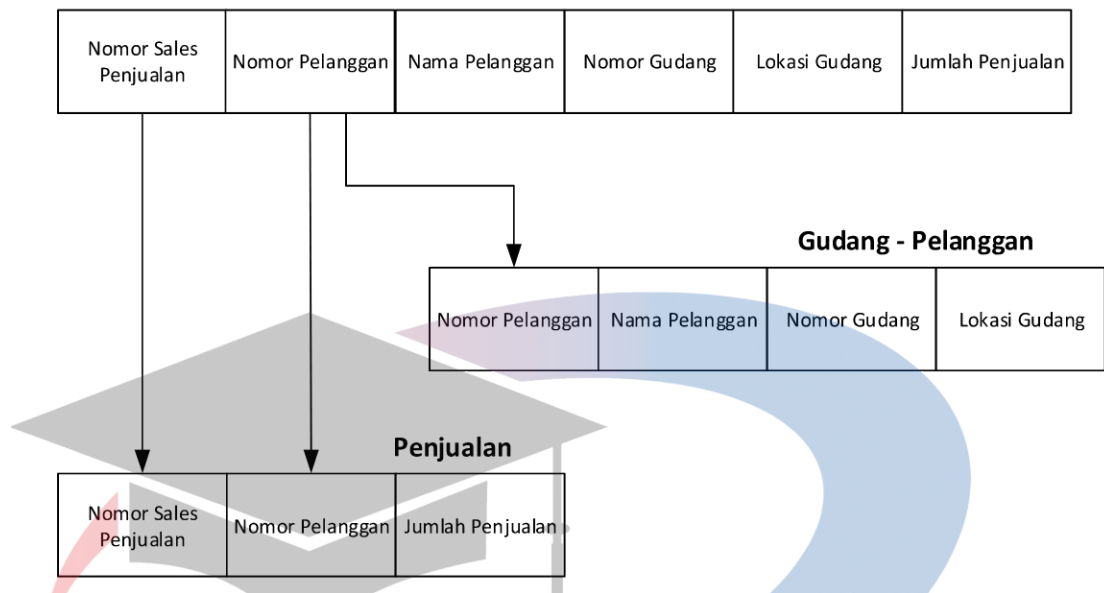 Nomor Sales
Penjualan
Nomor Pelanggan
Nama Pelanggan
Nomor Gudang
Lokasi Gudang
Jumlah Penjualan
Gudang - Pelanggan
Nomor Pelanggan
Nama Pelanggan
Nomor Gudang
Lokasi Gudang
Penjualan
Nomor Sales
Penjualan
Nomor Pelanggan
Jumlah Penjualan